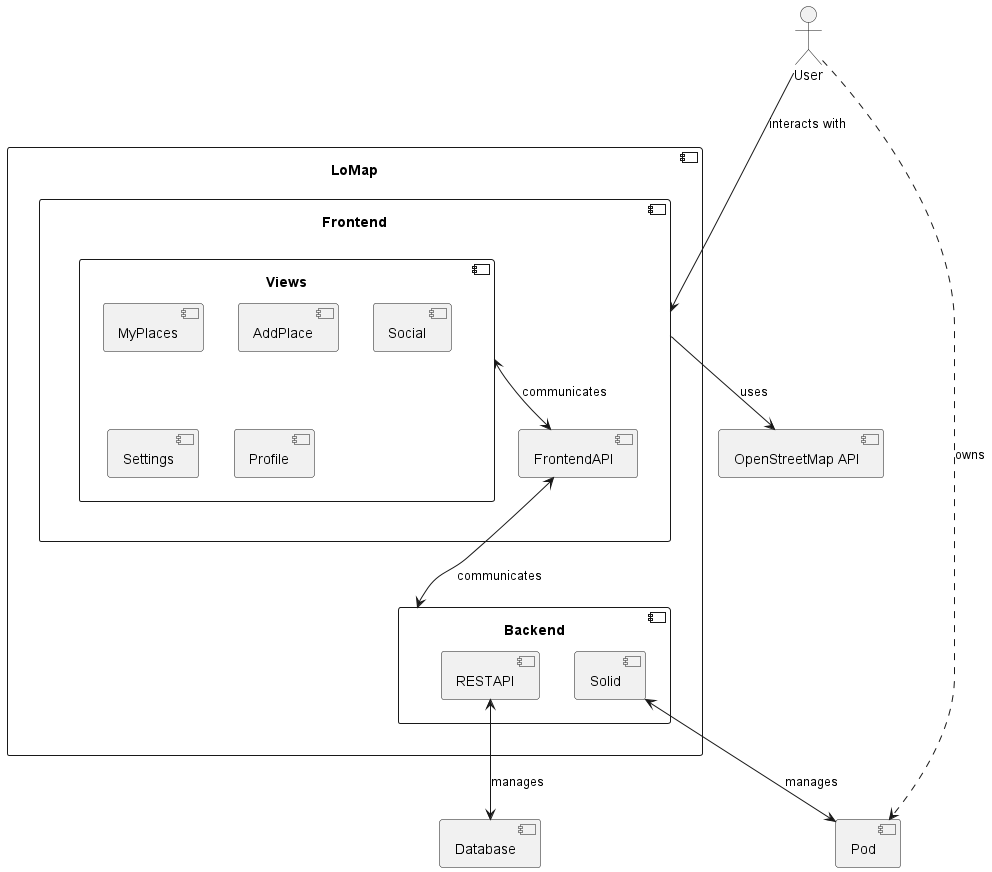 User
interacts with
LoMap
Frontend
Views
MyPlaces
AddPlace
Social
communicates
uses
Settings
Profile
FrontendAPI
OpenStreetMap API
owns
communicates
Backend
RESTAPI
Solid
manages
manages
Database
Pod